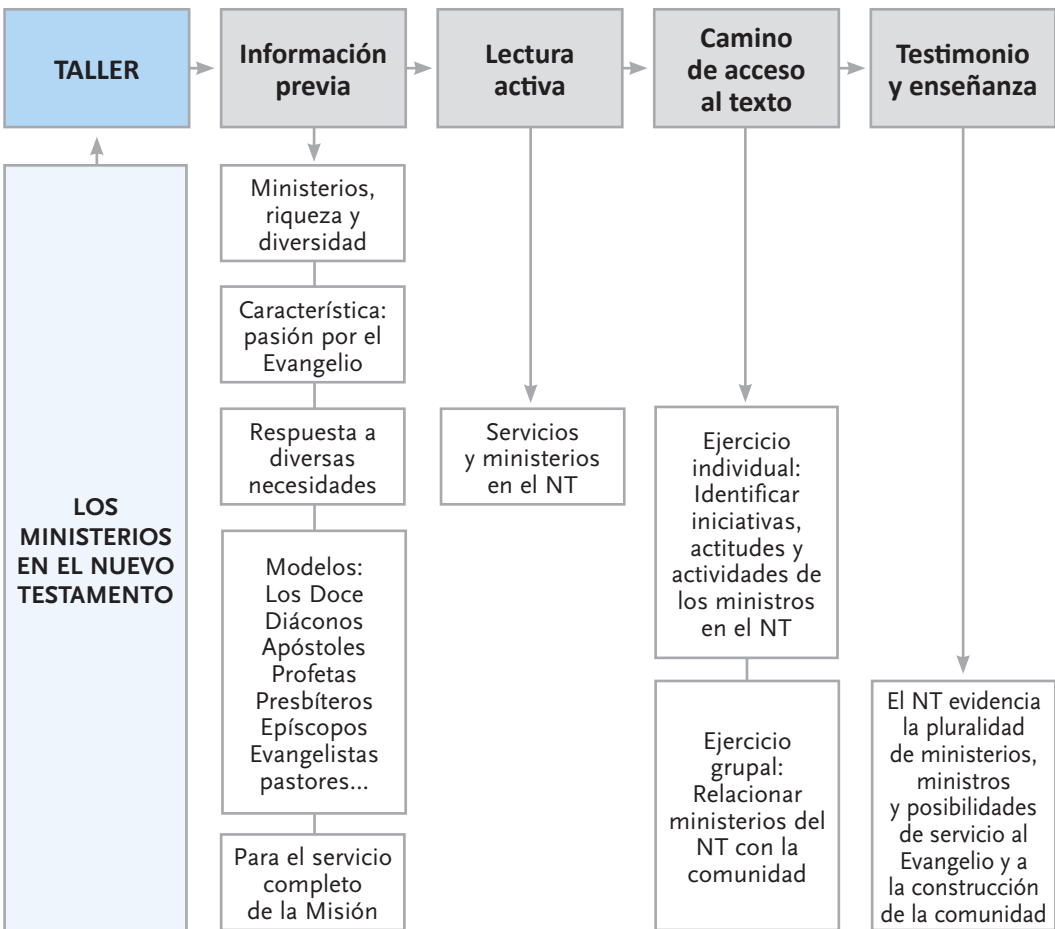 TALLER
Información
previa
Lectura
activa
Camino
de acceso
al texto
Testimonio
y enseñanza
LOS
MINISTERIOS
EN EL NUEVO
TESTAMENTO
Ministerios,
riqueza y
diversidad
Característica:
pasión por el
Evangelio
Respuesta a
diversas
necesidades
Modelos:
Los Doce
Diáconos
Apóstoles
Profetas
Presbíteros
Epíscopos
Evangelistas
pastores...
Para el servicio
completo
de la Misión
Servicios
y ministerios
en el NT
Ejercicio
individual:
Identificar
iniciativas,
actitudes y
actividades de
los ministros
en el NT
Ejercicio
grupal:
Relacionar
ministerios del
NT con la
comunidad
El NT evidencia
la pluralidad
de ministerios,
ministros
y posibilidades
de servicio al
Evangelio y a
la construcción
de la comunidad